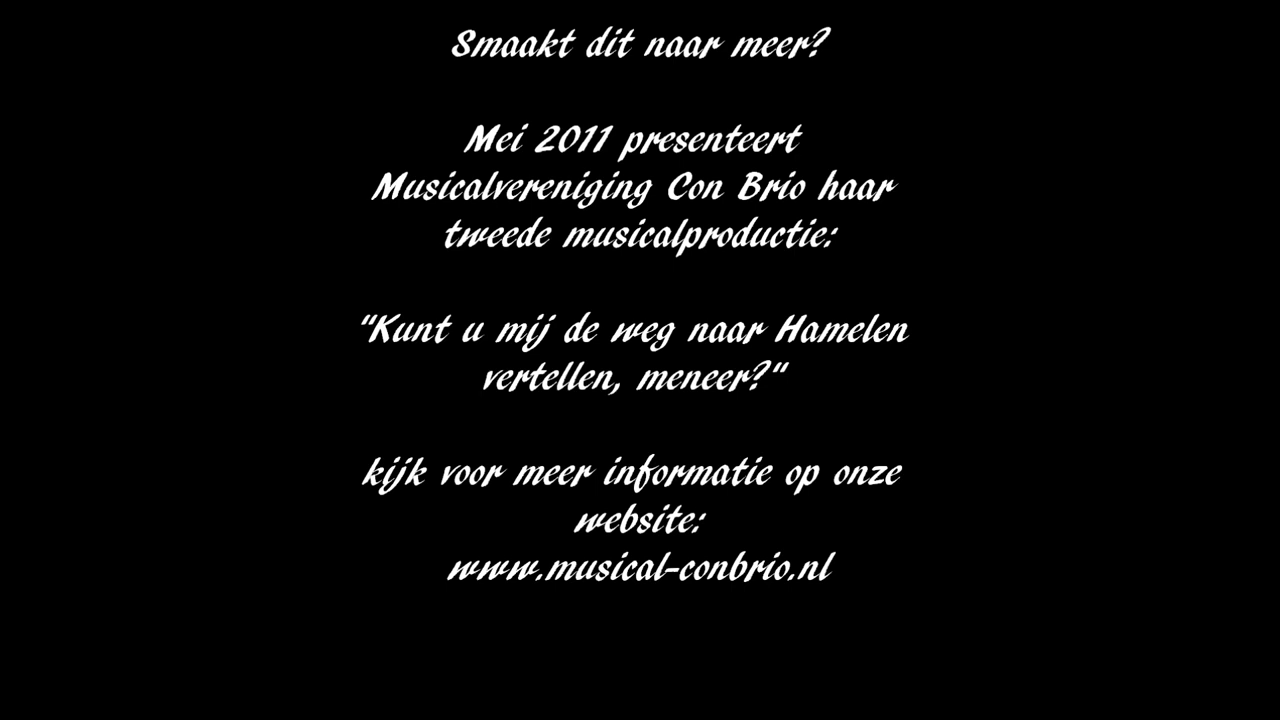 Smaakt dit naar meer?
Mei 2011 presenteert
Musicalvereniging Con Brio haar
tweede musicalproductie:
"Kunt u mij de weg naar Hamelen
vertellen, meneer?"
kijk voor meer informatie op onze
website:
www.musical-conbrio.nl